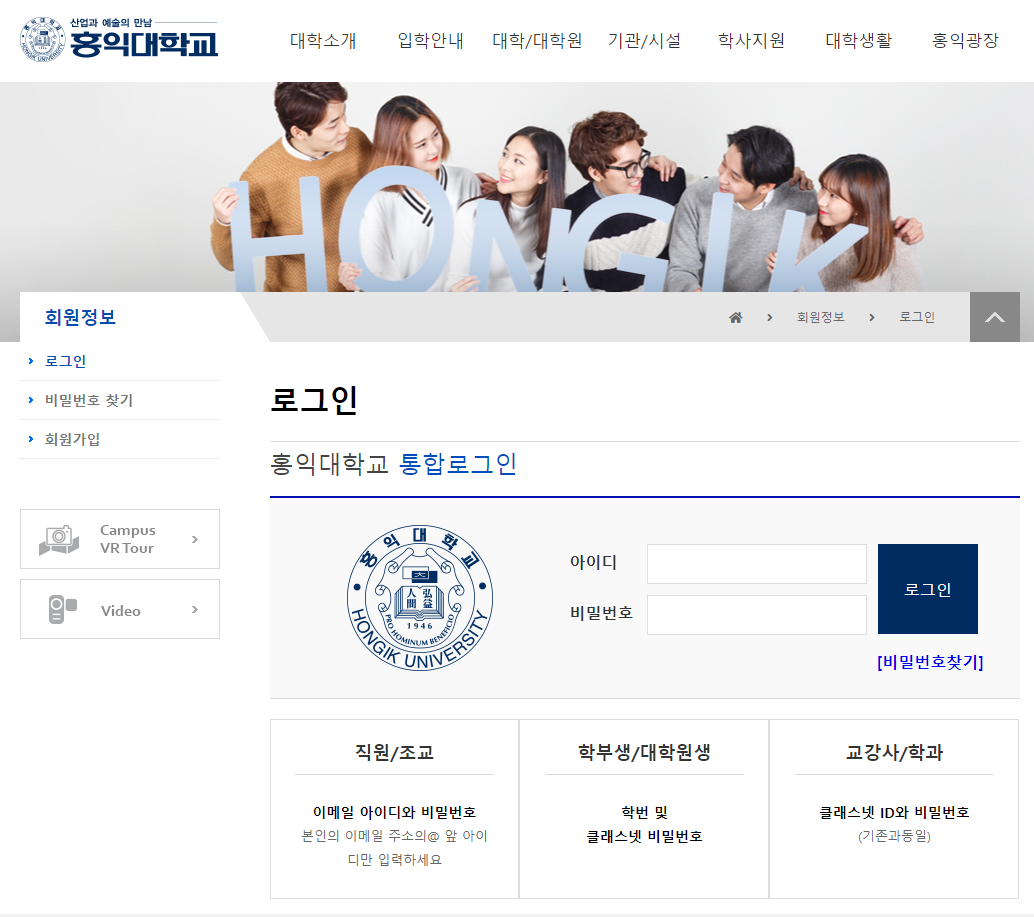 산업과 예술의 만남
홍익대학교
HONGIK UNIVERSITY
대학소개 입학안내 대학/대학원 기관/시설 학사지원 대학생활 홍익광장
HONGIK
회원정보
회원정보 로그인
로그인
비밀번호 찾기
회원가입
Campus
VR Tour
Video
로그인
홍익대학교 통합로그인
홍익대학교
人弘
間益
1946
PRO HOMINUM BENEFICIO
HONGIK UNIVERSITY
아이디
비밀번호
로그인
[비밀번호찾기]
직원/조교
이메일 아이디와 비밀번호
본인의 이메일 주소의@ 앞 아이
디만 입력하세요
학부생/대학원생
학번 및
클래스넷 비밀번호
교강사/학과
클래스넷 ID와 비밀번호
(기존과동일)